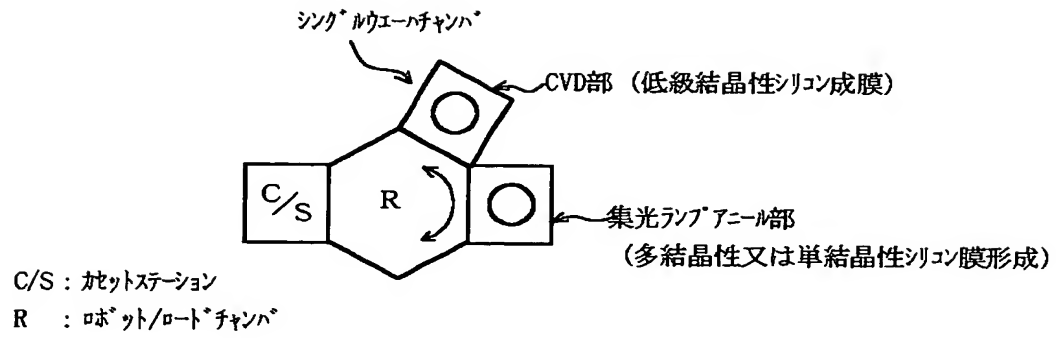 シングルウエーハチャンバ
CVD部 (低級結晶性シリコン成膜)
C/S
R
集光ランプアニール部
(多結晶性又は単結晶性シリコン膜形成)
C/S : カセットステーション
R : ロボット/ロードチャンバ